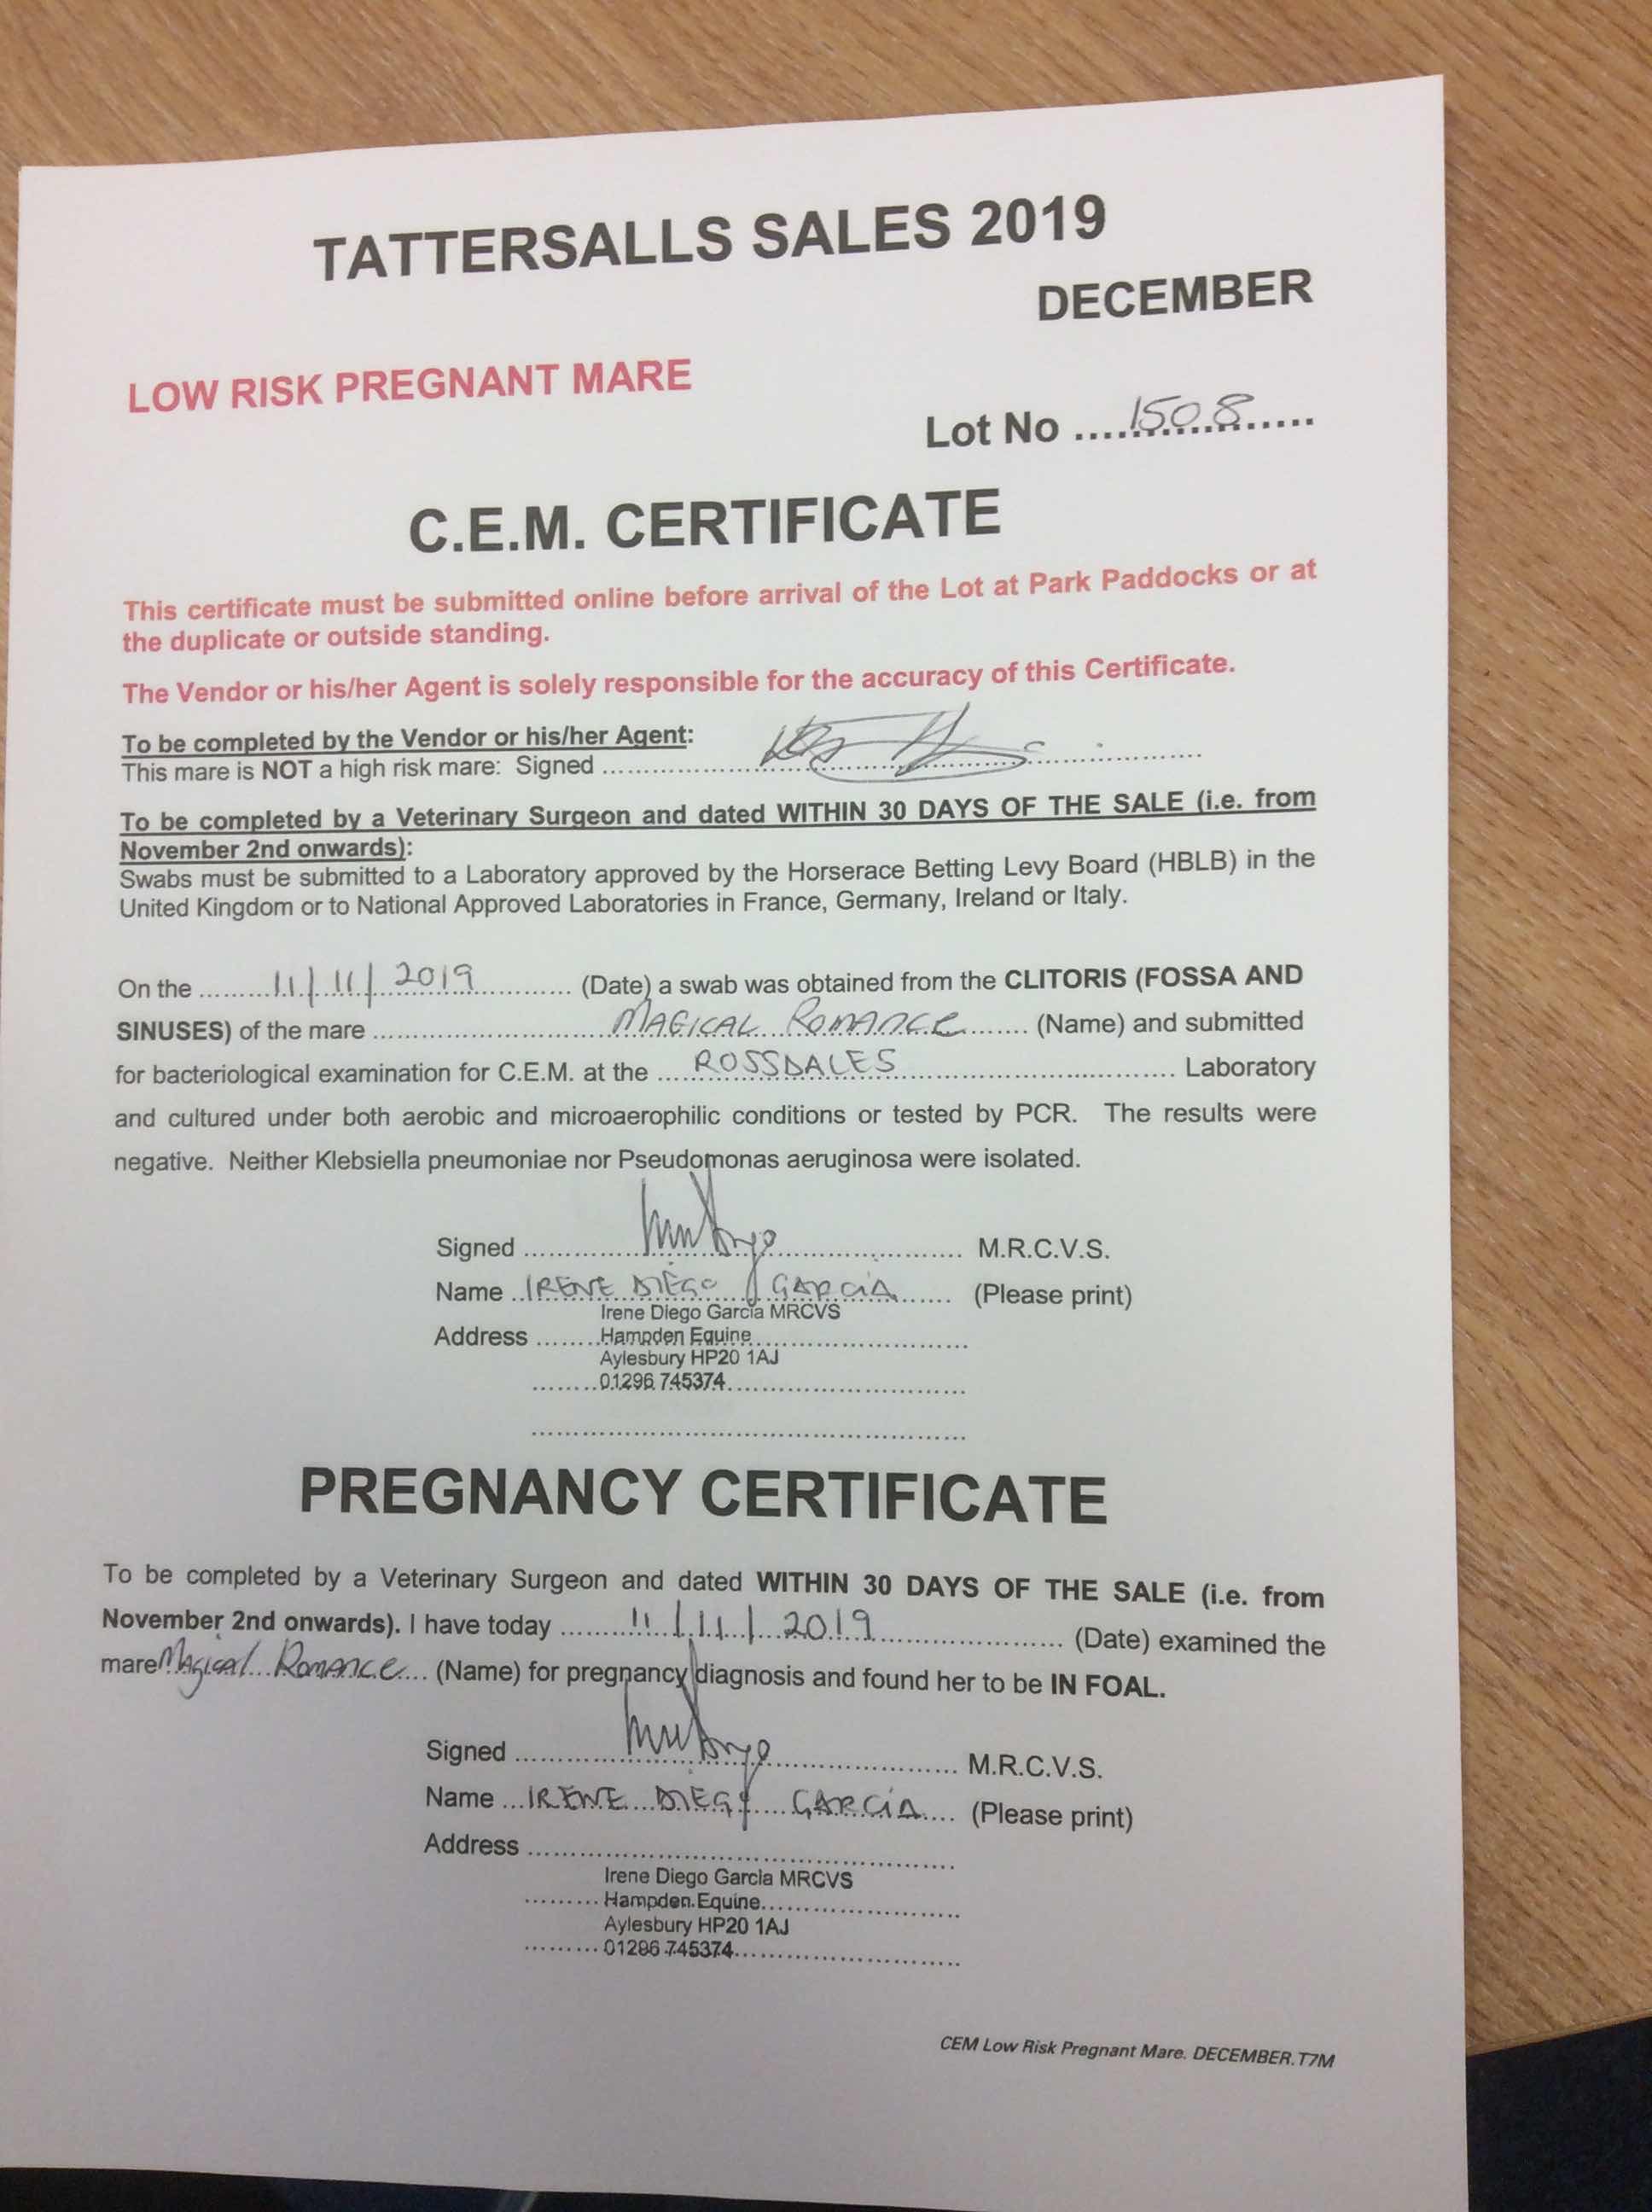 TATTERSALLS SALES 2019
DECEMBER
LOW RISK PREGNANT MARE
Lot No ....1508.....
C.E.M. CERTIFICATE
This certificate must be submitted online before arrival of the Lot at Park Paddocks or at
the duplicate or outside standing.
The Vendor or his/her Agent is solely responsible for the accuracy of this Certificate.
To be completed by the Vendor or his/her Agent:
This mare is NOT a high risk mare: Signed ....................
To be completed by a Veterinary Surgeon and dated WITHIN 30 DAYS OF THE SALE (i.e. from
November 2nd onwards):
Swabs must be submitted to a Laboratory approved by the Horserace Betting Levy Board (HBLB) in the
United Kingdom or to National Approved Laboratories in France, Germany, Ireland or Italy.
On the .........11/11/2019............ (Date) a swab was obtained from the CLITORIS (FOSSA AND
SINUSES) of the mare ..............................MAGICAL ROMANCE....... (Name) and submitted
for bacteriological examination for C.E.M. at the ....ROSSDALES.............................. Laboratory
and cultured under both aerobic and microaerophilic conditions or tested by PCR. The results were
negative. Neither Klebsiella pneumoniae nor Pseudomonas aeruginosa were isolated.
Signed .............................. M.R.C.V.S.
Name ..IRENE DIEGO GARCÍA....... (Please print)
Irene Diego Garcia MRCVS
Address ........Hampden Equine..............................
Aylesbury HP20 1AJ
........01296 745374..............................
PREGNANCY CERTIFICATE
To be completed by a Veterinary Surgeon and dated WITHIN 30 DAYS OF THE SALE (i.e. from
November 2nd onwards). I have today .........11/11/2019........................ (Date) examined the
mare Magical Romance.... (Name) for pregnancy diagnosis and found her to be IN FOAL.
Signed .............................. M.R.C.V.S.
Name ...IRENE DIEGO GARCÍA.... (Please print)
Address ..................................................
Irene Diego Garcia MRCVS
.........Hampden Equine..............................
Aylesbury HP20 1AJ
.........01296 745374..............................
CEM Low Risk Pregnant Mare. DECEMBER.T7M